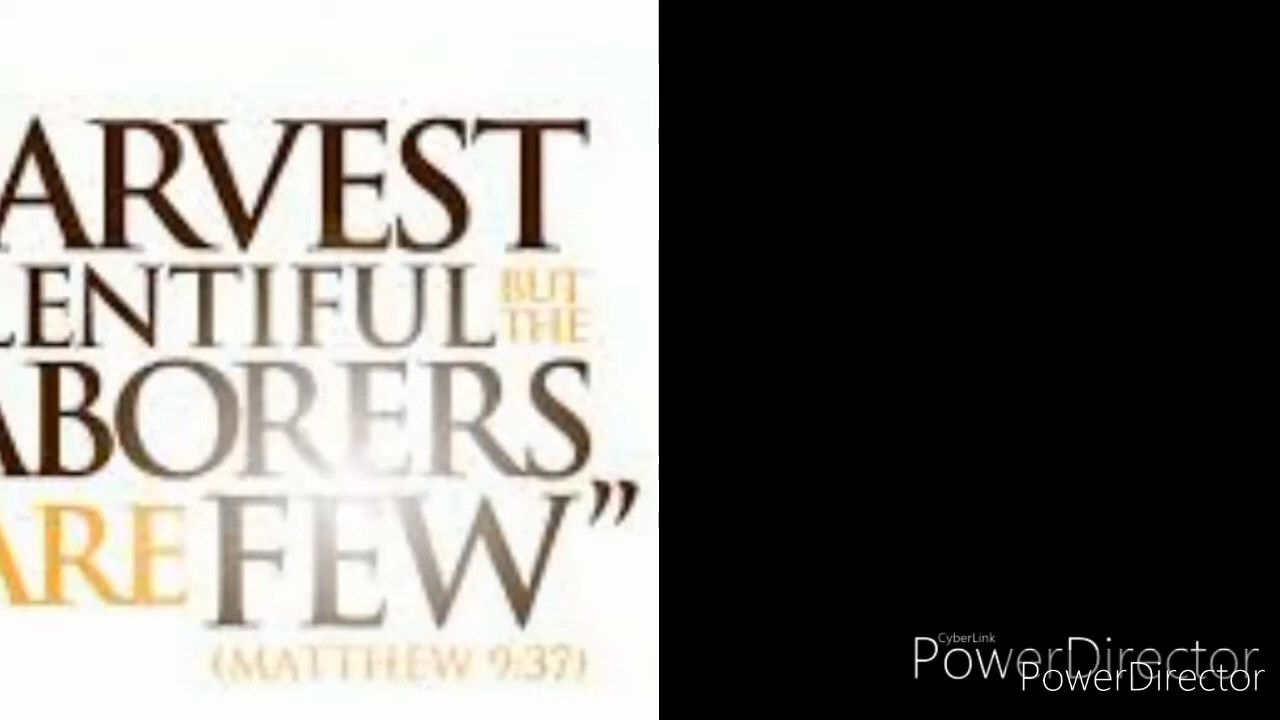 ARVEST
LENTIFUL BUT THE
ABORERS
ARE FEW”
(MATTHEW 9:37)
CyberLink
PowerDirector
PowerDirector